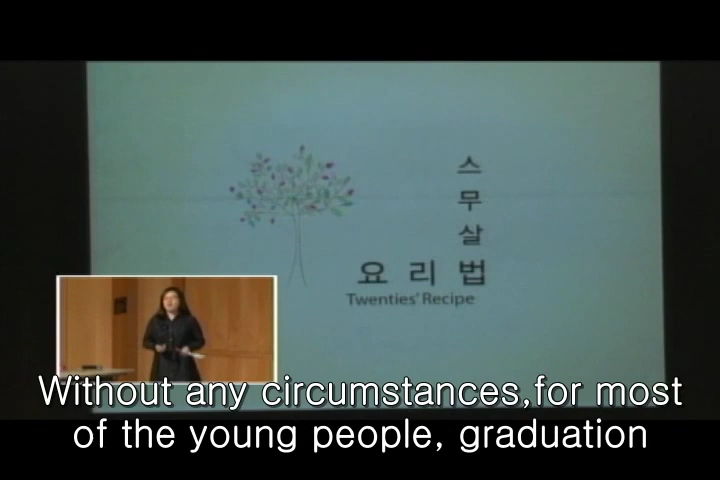 스
무
살
요 리 법
Twenties' Recipe
Without any circumstances,for most
of the young people, graduation